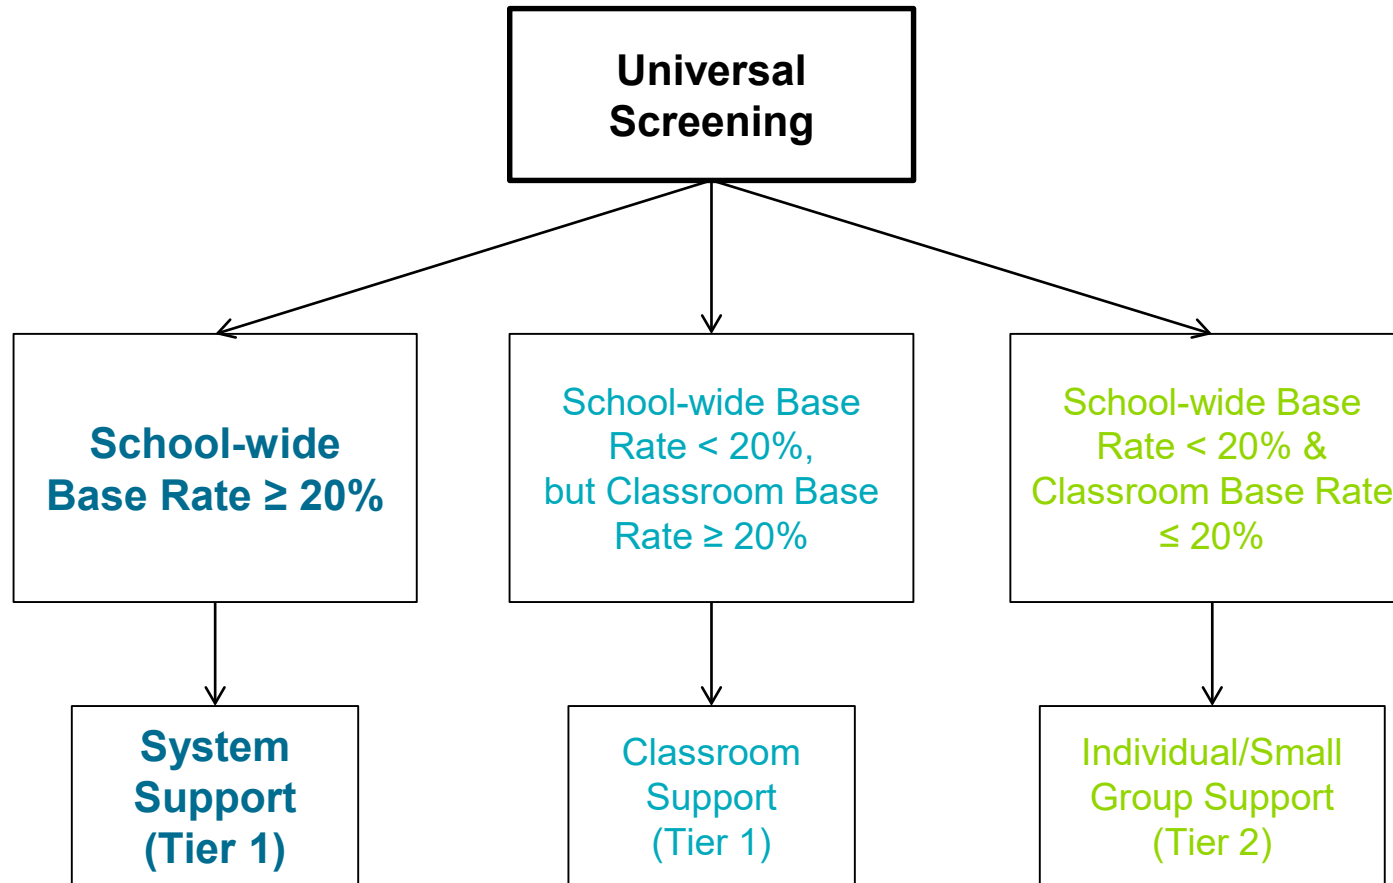 Universal
Screening
School-wide
Base Rate ≥ 20%
School-wide Base
Rate < 20%,
but Classroom Base
Rate ≥ 20%
School-wide Base
Rate < 20% &
Classroom Base Rate
≤ 20%
System
Support
(Tier 1)
Classroom
Support
(Tier 1)
Individual/Small
Group Support
(Tier 2)